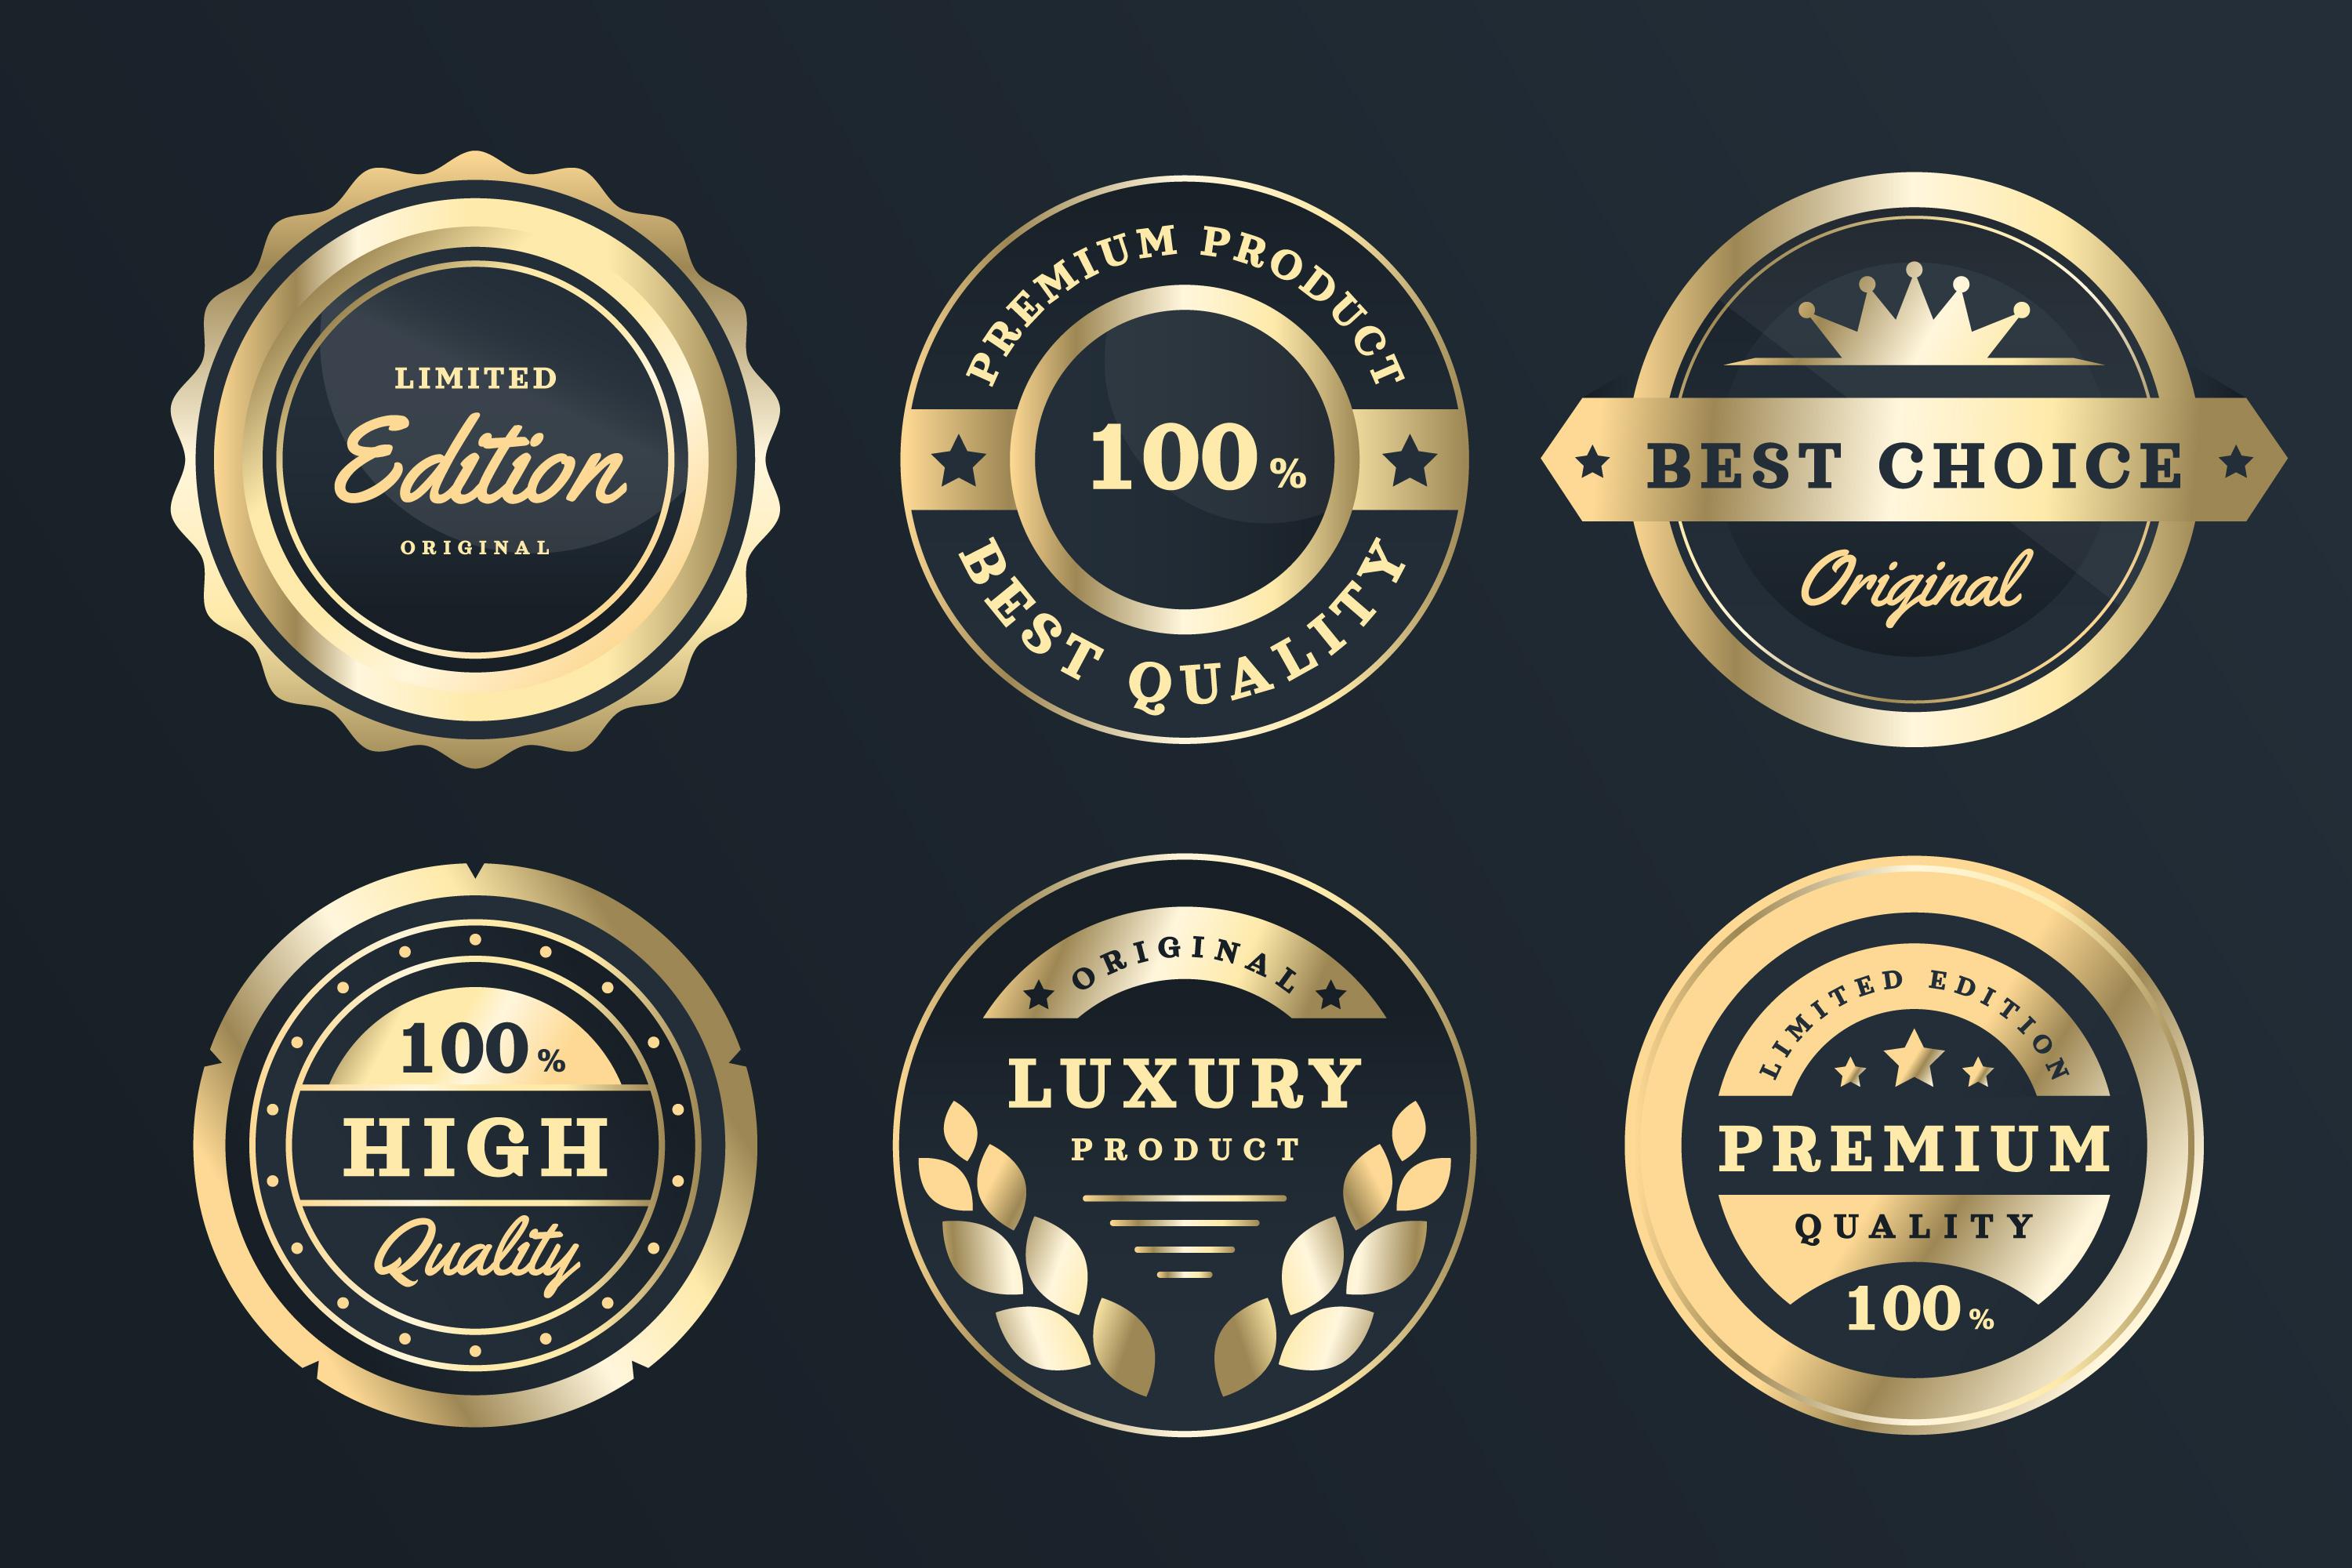 LIMITED
Edition
ORIGINAL
PREMIUM PRODUCT
100%
BEST QUALITY
BEST CHOICE
Original
100%
HIGH
Quality
ORIGINAL
LUXURY
PRODUCT
LIMITED EDITION
PREMIUM
QUALITY
100%